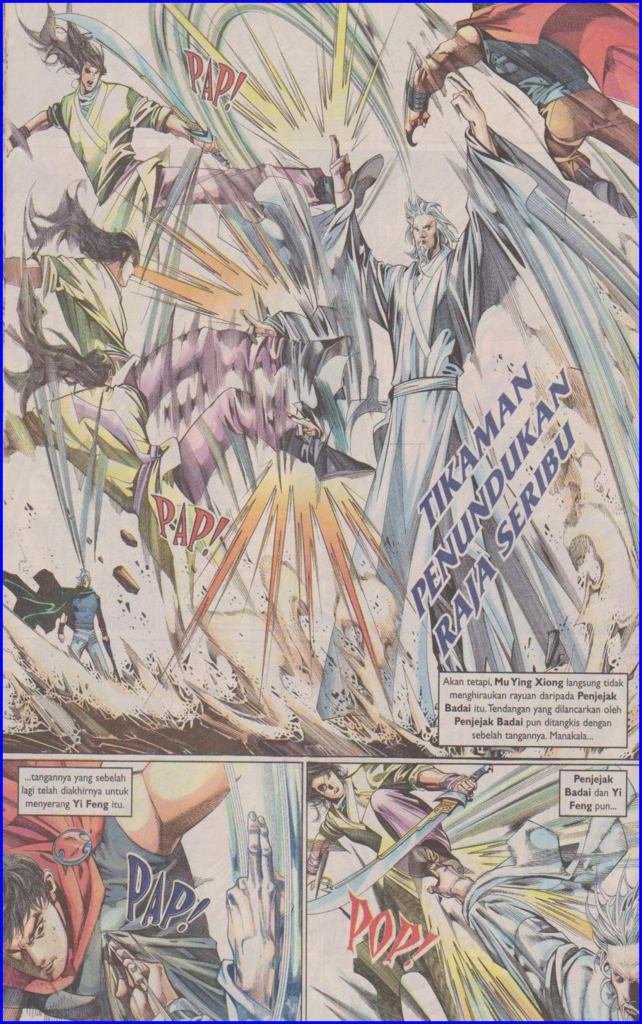 PAP!
TIKAMAN
PENUNDUKAN
RAJA SERIBU
PAP!
Akan tetapi, Mu Ying Xiong langsung tidak
menghiraukan rayuan daripada Penjejak
Badai itu. Tendangan yang dilancarkan oleh
Penjejak Badai pun ditangkis dengan
sebelah tangannya. Manakala...
...tangannya yang sebelah
lagi telah diakhirnya untuk
menyerang Yi Feng itu.
PAP!
Penjejak
Badai dan Yi
Feng pun...
POP!